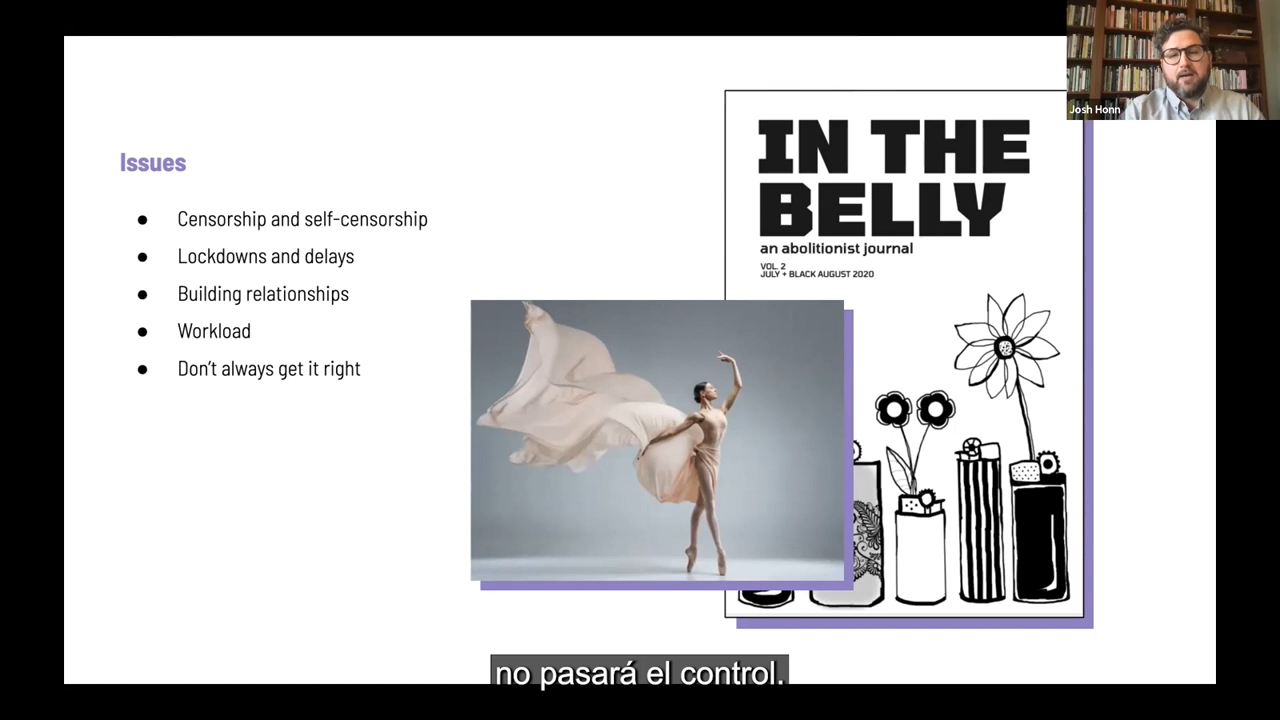 Josh Honn
Issues
● Censorship and self-censorship
● Lockdowns and delays
● Building relationships
● Workload
● Don't always get it right
IN THE
BELLY
an abolitionist journal
VOL. 2
JULY + BLACK AUGUST 2020
no pasará el control.